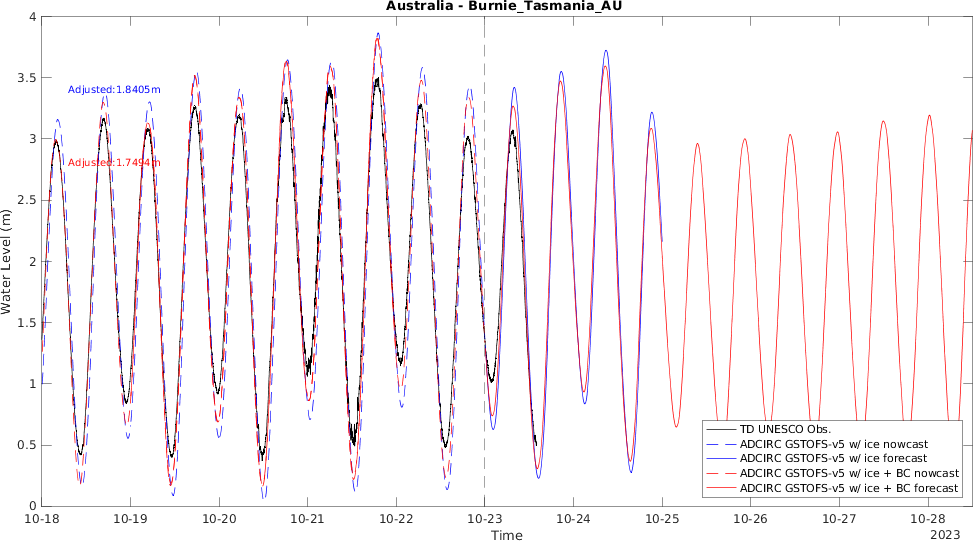 Australia - Burnie_Tasmania_AU
4
3.5
Adjusted:1.8405m
3
Adjusted:1.7494m
2.5
Water Level (m)
2
1.5
1
0.5
0
TD UNESCO Obs.
ADCIRC GSTOFS-v5 w/ ice nowcast
ADCIRC GSTOFS-v5 w/ ice forecast
ADCIRC GSTOFS-v5 w/ ice + BC nowcast
ADCIRC GSTOFS-v5 w/ ice + BC forecast
10-18 10-19 10-20 10-21 10-22 10-23 10-24 10-25 10-26 10-27 10-28
Time
2023